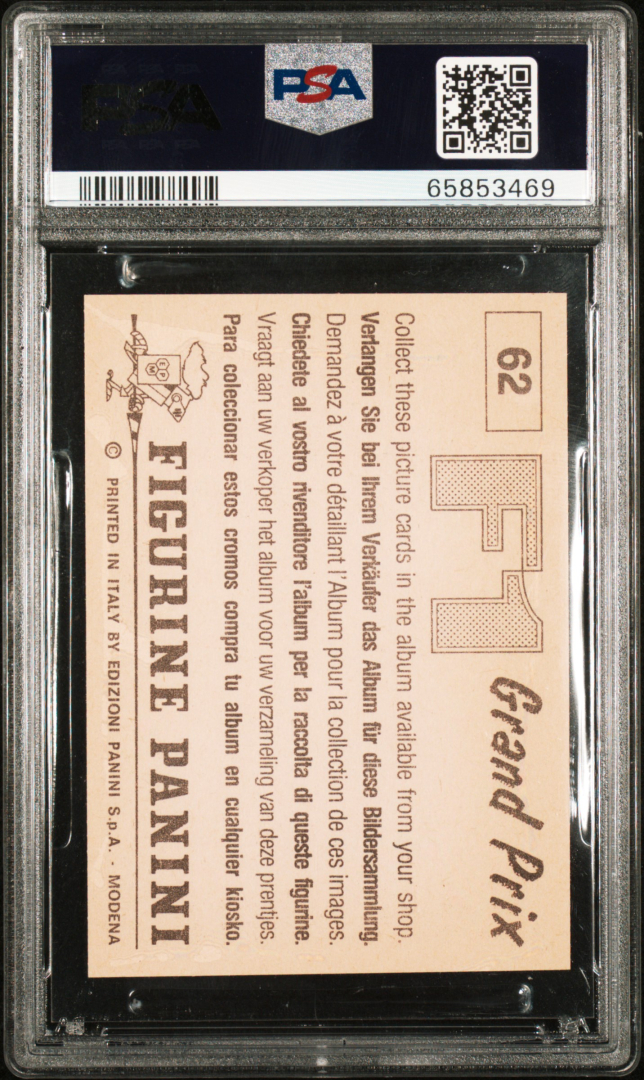 PSA
PSA
65853469
62
F1 Grand Prix
Collect these picture cards in the album available from your shop.
Verlangen Sie bei Ihrem Verkäufer das Album für diese Bildersammlung.
Demandez à votre détaillant l'Album pour la collection de ces images.
Chiedete al vostro rivenditore l'album per la raccolta di queste figurine.
Vraagt aan uw verkoper het album voor uw verzameling van deze prentjes.
Para coleccionar estos cromos compra tu album en cualquier kiosko.
FIGURINE PANINI
© PRINTED IN ITALY BY EDIZIONI PANINI S.p.A. - MODENA